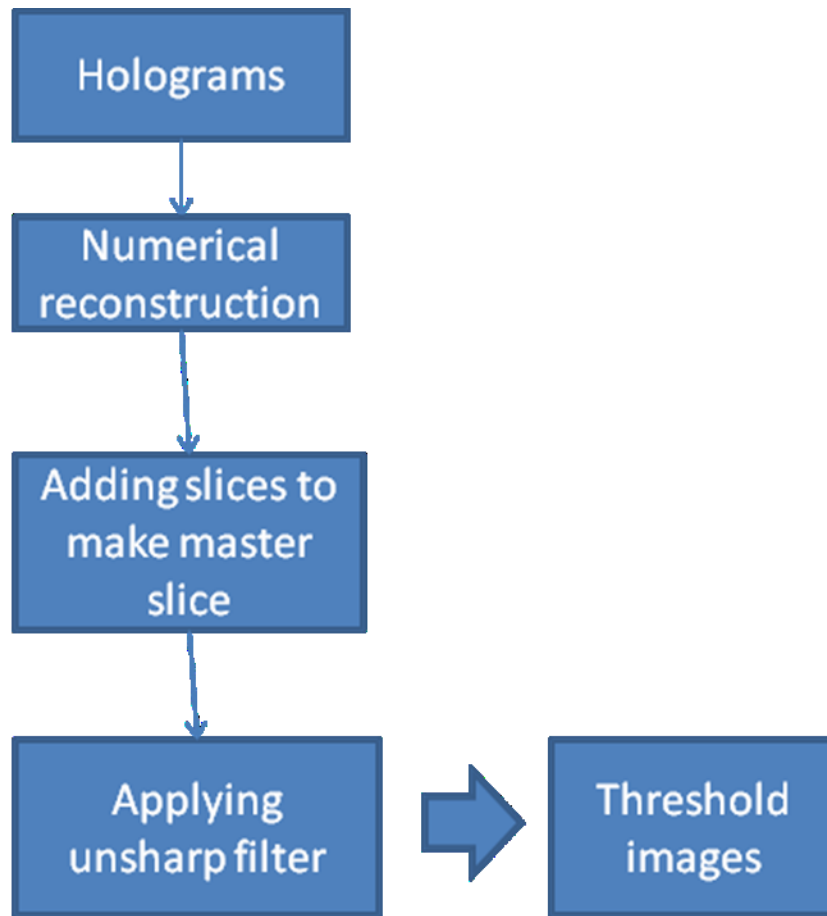 Holograms
Numerical
reconstruction
Adding slices to
make master
slice
Applying
unsharp filter
Threshold
images